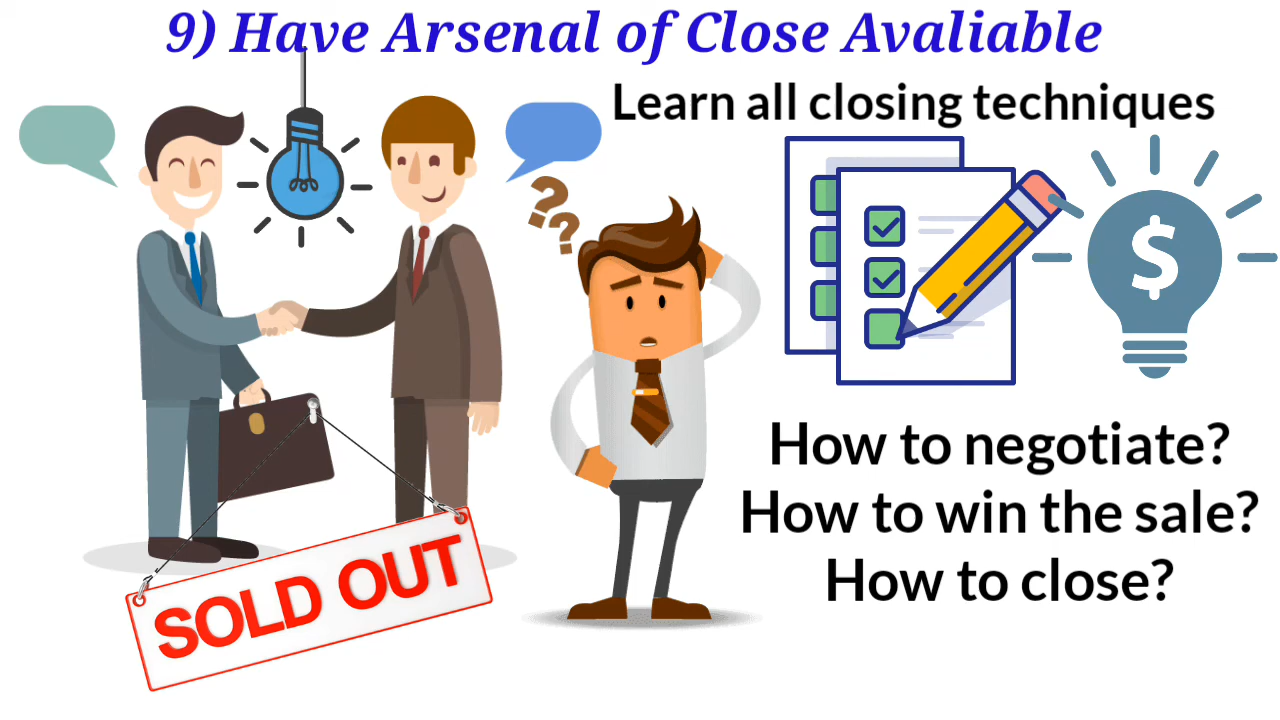 9) Have Arsenal of Close Avaliable
Learn all closing techniques
??
$
How to negotiate?
How to win the sale?
How to close?
SOLD OUT